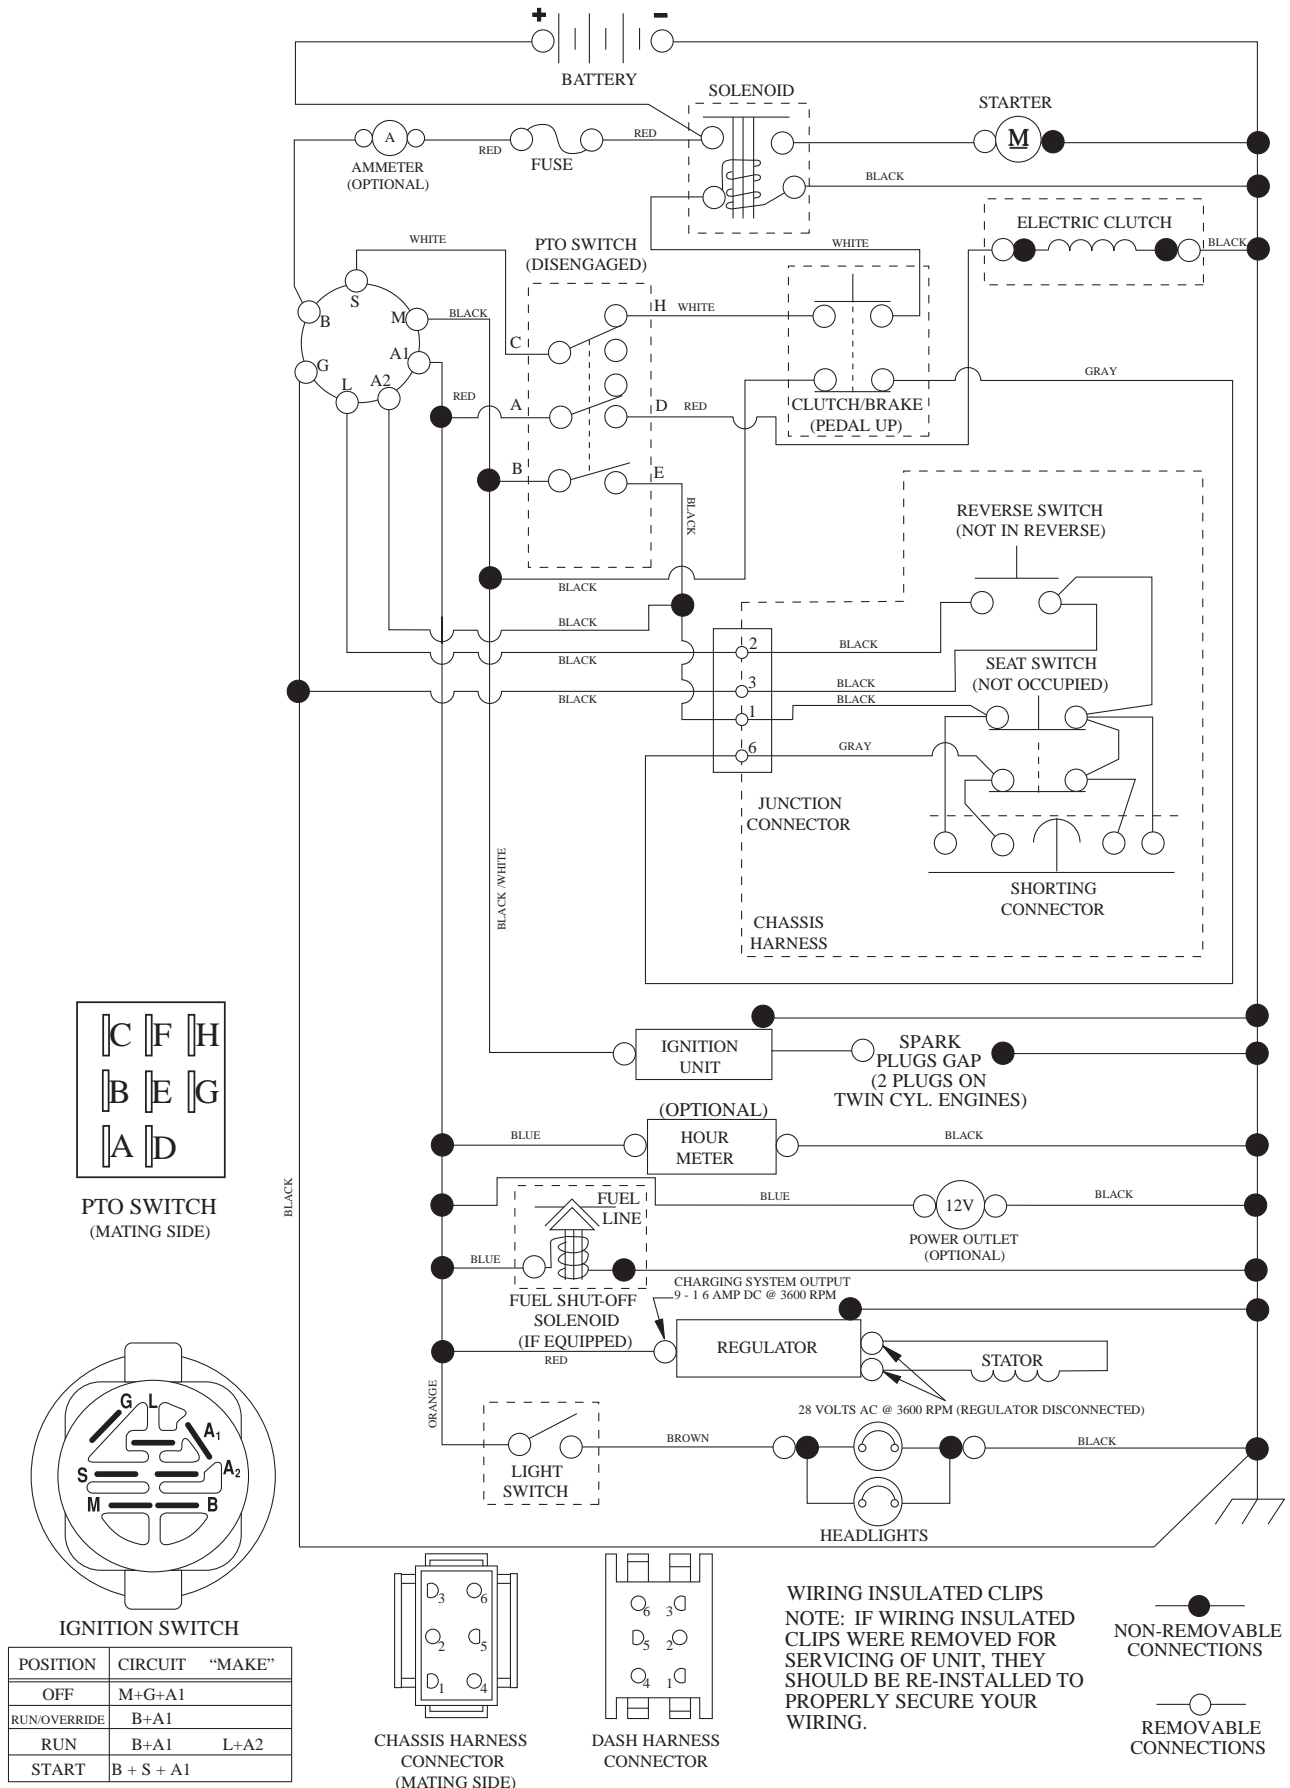 + −
BATTERY
SOLENOID
STARTER
A
RED
FUSE
RED
M
AMMETER
(OPTIONAL)
BLACK
ELECTRIC CLUTCH
BLACK
WHITE
PTO SWITCH
(DISENGAGED)
WHITE
S
B
M
BLACK
H
WHITE
C
G
A1
L
A2
RED
A
D
RED
GRAY
CLUTCH/BRAKE
(PEDAL UP)
B
E
BLACK
REVERSE SWITCH
(NOT IN REVERSE)
BLACK
BLACK
BLACK
2
BLACK
SEAT SWITCH
(NOT OCCUPIED)
BLACK
3
BLACK
1
BLACK
6
GRAY
JUNCTION
CONNECTOR
BLACK /WHITE
SHORTING
CONNECTOR
CHASSIS
HARNESS
C F H
B E G
A D
PTO SWITCH
(MATING SIDE)
IGNITION
UNIT
SPARK
PLUGS GAP
(2 PLUGS ON
TWIN CYL. ENGINES)
(OPTIONAL)
HOUR
METER
BLUE
BLACK
BLACK
FUEL
LINE
BLUE
12V
BLACK
POWER OUTLET
(OPTIONAL)
BLUE
FUEL SHUT-OFF
SOLENOID
(IF EQUIPPED)
CHARGING SYSTEM OUTPUT
9 - 1 6 AMP DC @ 3600 RPM
RED
REGULATOR
STATOR
28 VOLTS AC @ 3600 RPM (REGULATOR DISCONNECTED)
ORANGE
LIGHT
SWITCH
BROWN
BLACK
HEADLIGHTS
G L
A1
S
A2
M B
IGNITION SWITCH
POSITION CIRCUIT “MAKE”
OFF M+G+A1
RUN/OVERRIDE B+A1
RUN B+A1 L+A2
START B + S + A1
3 6
2 5
1 4
CHASSIS HARNESS
CONNECTOR
(MATING SIDE)
6 3
5 2
4 1
DASH HARNESS
CONNECTOR
WIRING INSULATED CLIPS
NOTE: IF WIRING INSULATED
CLIPS WERE REMOVED FOR
SERVICING OF UNIT, THEY
SHOULD BE RE-INSTALLED TO
PROPERLY SECURE YOUR
WIRING.
NON-REMOVABLE
CONNECTIONS
REMOVABLE
CONNECTIONS